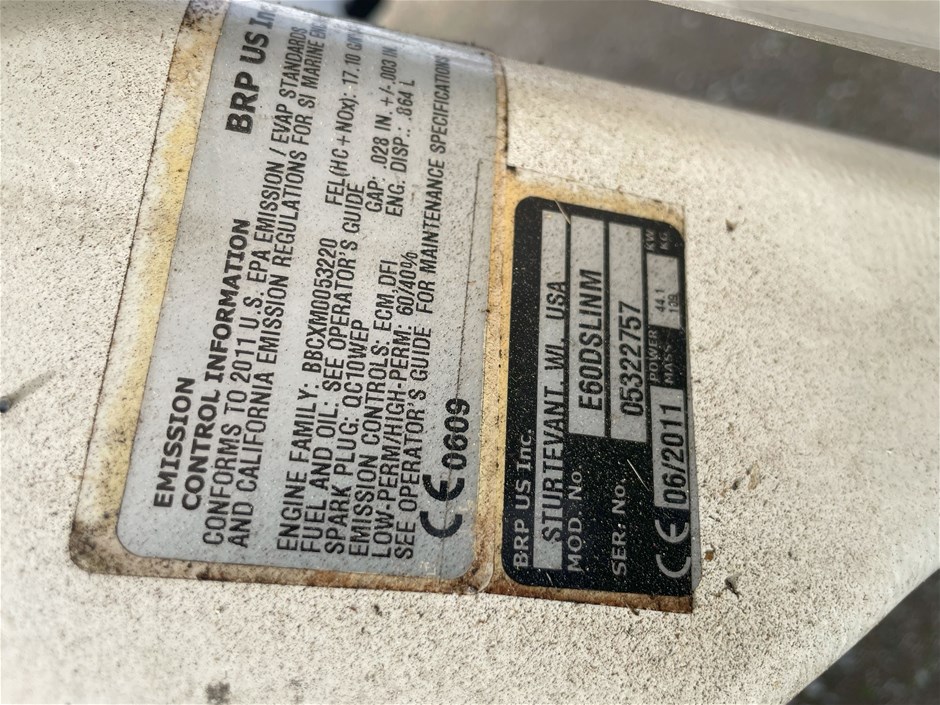 EMISSION
CONTROL INFORMATION
BRP US
CONFORMS TO 2011 U.S. EPA EMISSION / EVAP STANDARDS
AND CALIFORNIA EMISSION REGULATIONS FOR SI MARINE
ENGINE FAMILY: BBCXM0053220 FEL(HC+NOx): 17.10
FUEL AND OIL: SEE OPERATOR'S GUIDE
SPARK PLUG: QC10WEP GAP: .028 IN. +/-.003 IN
EMISSION CONTROLS: ECM,DFI ENG. DISP.: .864 L
LOW-PERM/HIGH-PERM: 60/40%
SEE OPERATOR'S GUIDE FOR MAINTENANCE SPECIFICATIONS
CE 0609
BRP US Inc.
STURTEVANT. WI. USA
MOD. No. E60DSLINM
SER. No. 05322757
CE 06/2011 POWER 44.1 KW
MASS 109 KG